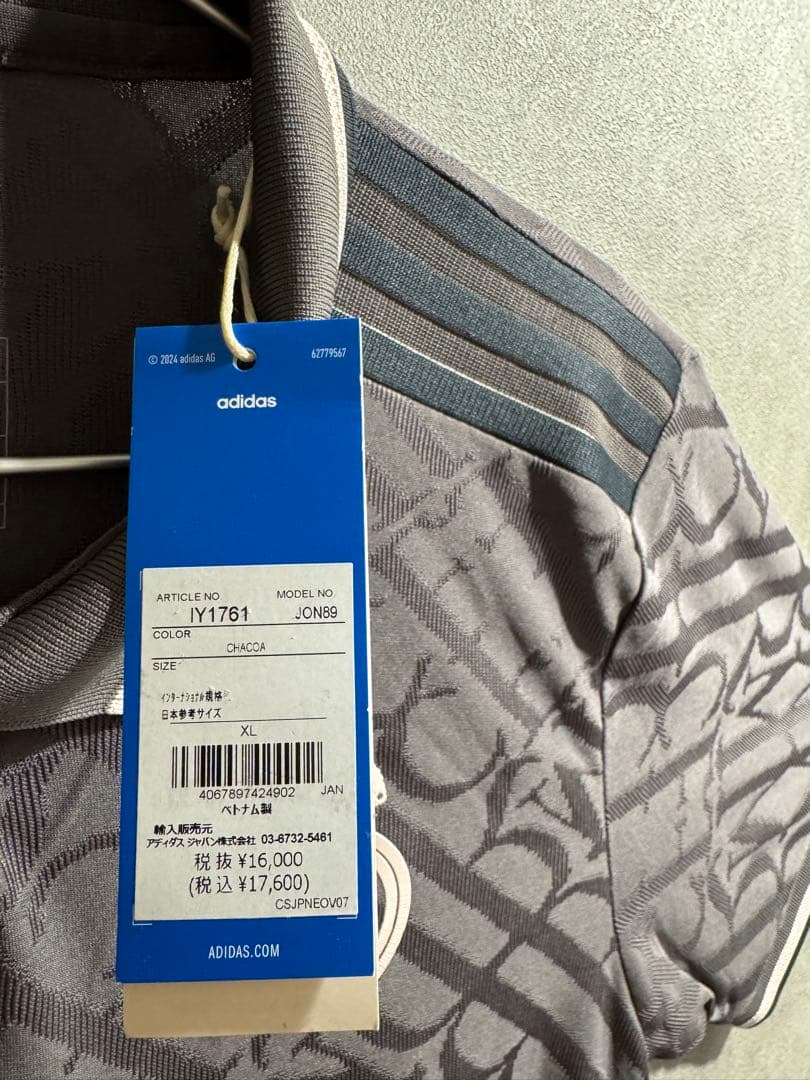 © 2024 adidas AG 62779567
adidas
ARTICLE NO. MODEL NO.
IY1761 JON89
COLOR
CHACOA
SIZE
インターナショナル規格
日本参考サイズ
XL
4067897424902 JAN
ベトナム製
輸入販売元
アディダス ジャパン株式会社 03-6732-5461
税抜 ¥16,000
(税込 ¥17,600)
CSJPNEOV07
ADIDAS.COM